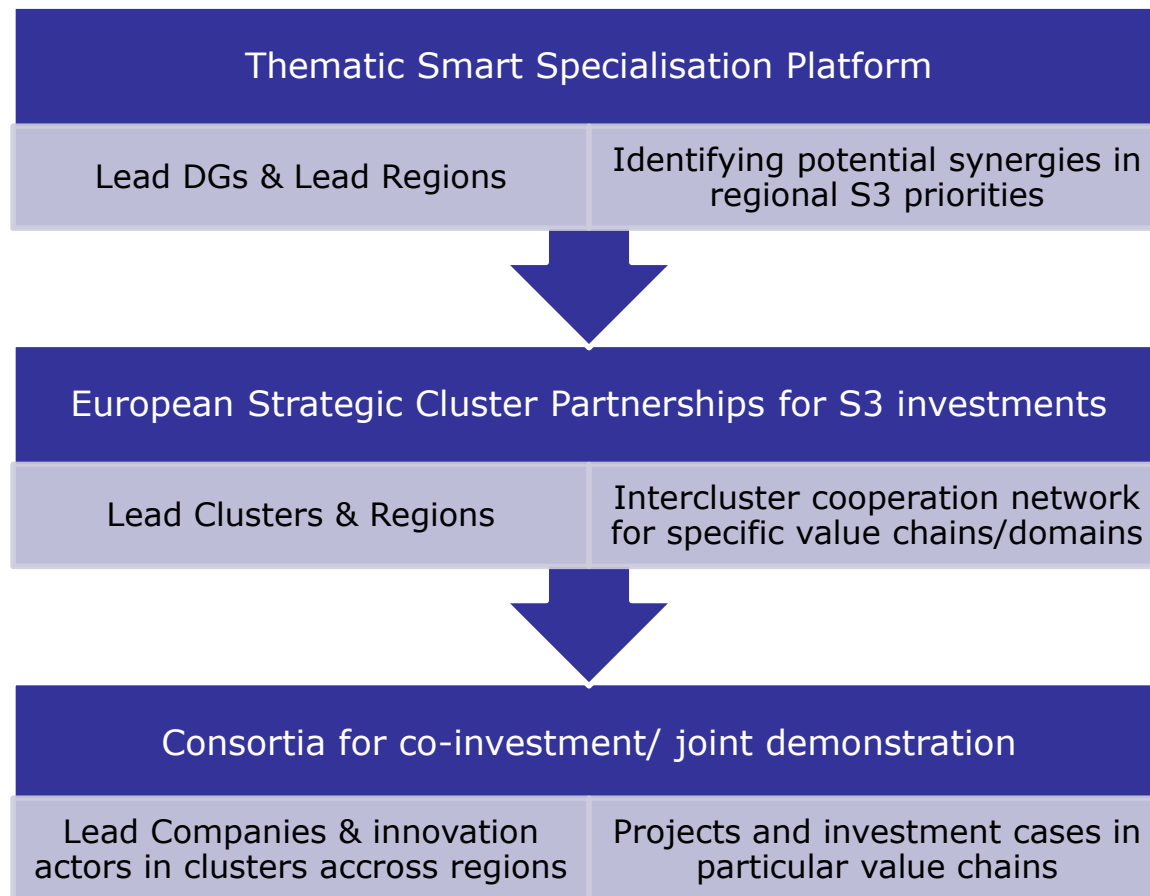 Thematic Smart Specialisation Platform
Lead DGs & Lead Regions
Identifying potential synergies in
regional S3 priorities
European Strategic Cluster Partnerships for S3 investments
Lead Clusters & Regions
Intercluster cooperation network
for specific value chains/domains
Consortia for co-investment/ joint demonstration
Lead Companies & innovation
actors in clusters accross regions
Projects and investment cases in
particular value chains